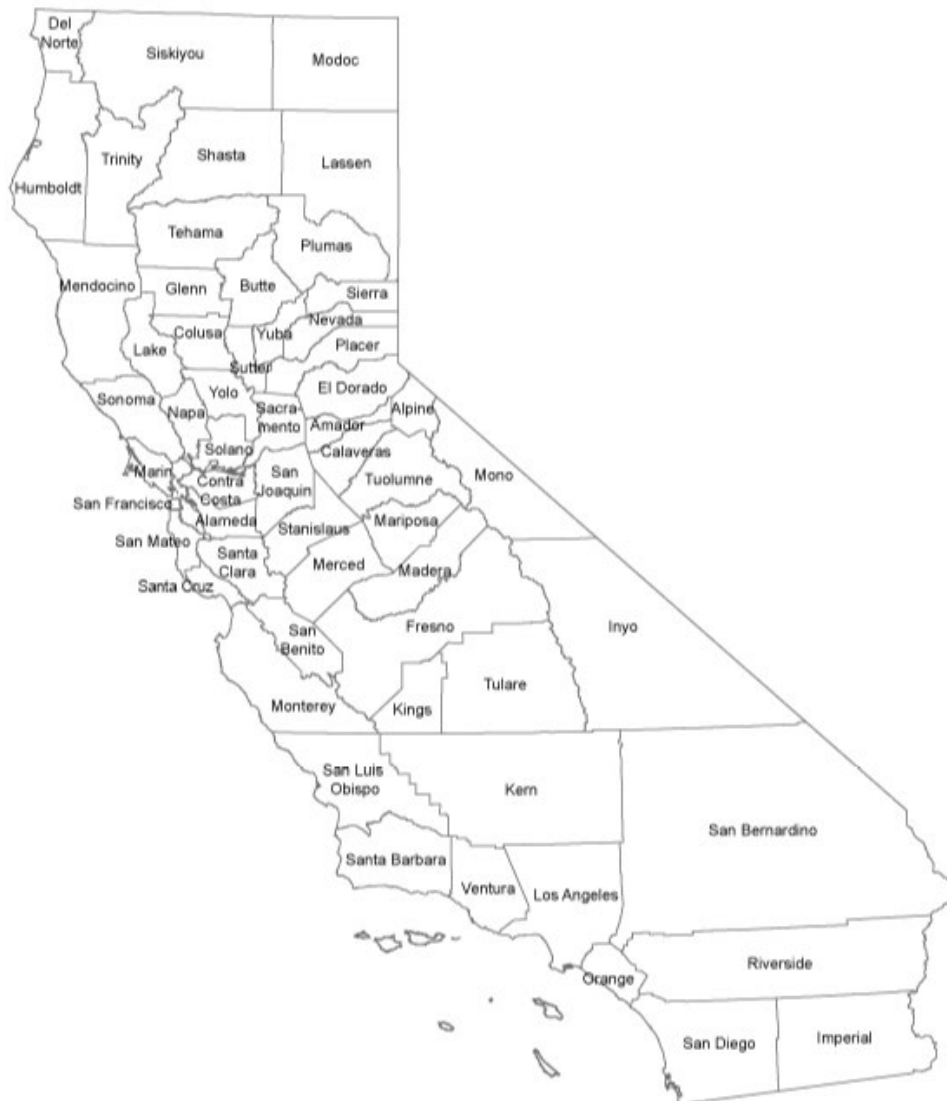 Del
Norte
Siskiyou
Modoc
Shasta
Lassen
Trinity
Humboldt
Tehama
Plumas
Mendocino
Glenn
Butte
Sierra
Nevada
Colusa
Yuba
Placer
Lake
Sutter
El Dorado
Yolo
Sonoma
Napa
Sacra-
mento
Alpine
Amador
Solano
Calaveras
Marin
Contra
Costa
San
Joaquin
Tuolumne
Mono
San Francisco
Alameda
Stanislaus
Mariposa
San Mateo
Santa
Clara
Merced
Madera
Santa Cruz
Fresno
Inyo
San
Benito
Tulare
Monterey
Kings
San Luis
Obispo
Kern
San Bernardino
Santa Barbara
Ventura
Los Angeles
Riverside
Orange
San Diego
Imperial